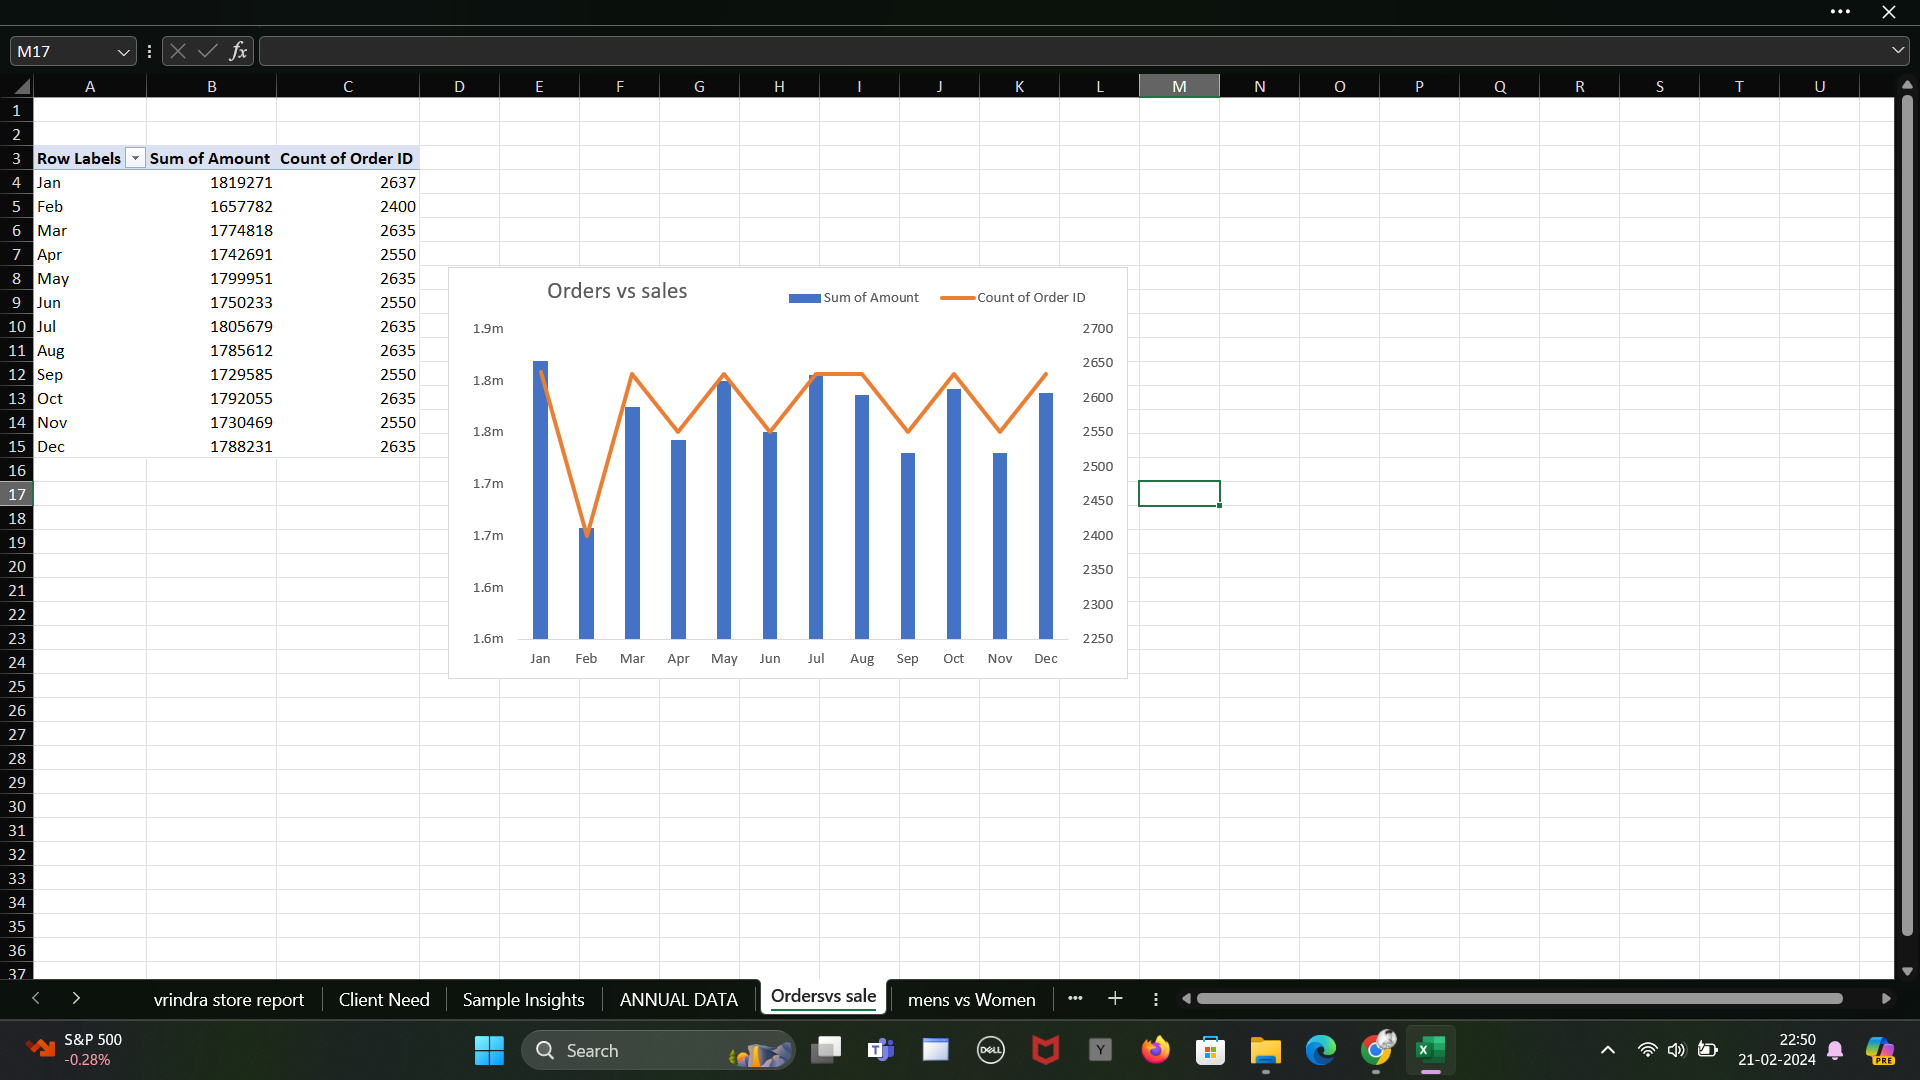 M17
fx
A B C D E F G H I J K L M N O P Q R S T U
1
2
3 Row Labels Sum of Amount Count of Order ID
4 Jan 1819271 2637
5 Feb 1657782 2400
6 Mar 1774818 2635
7 Apr 1742691 2550
8 May 1799951 2635
9 Jun 1750233 2550
10 Jul 1805679 2635
11 Aug 1785612 2635
12 Sep 1729585 2550
13 Oct 1792055 2635
14 Nov 1730469 2550
15 Dec 1788231 2635
16
17
18
19
20
21
22
23
24
25
26
27
28
29
30
31
32
33
34
35
36
37
Orders vs sales
Sum of Amount Count of Order ID
1.9m
1.8m
1.8m
1.7m
1.7m
1.6m
1.6m
2700
2650
2600
2550
2500
2450
2400
2350
2300
2250
Jan Feb Mar Apr May Jun Jul Aug Sep Oct Nov Dec
vrindra store report Client Need Sample Insights ANNUAL DATA Ordersvs sale mens vs Women
S&P 500
-0.28%
Search
DELL
Y
X
22:50
21-02-2024
PRE